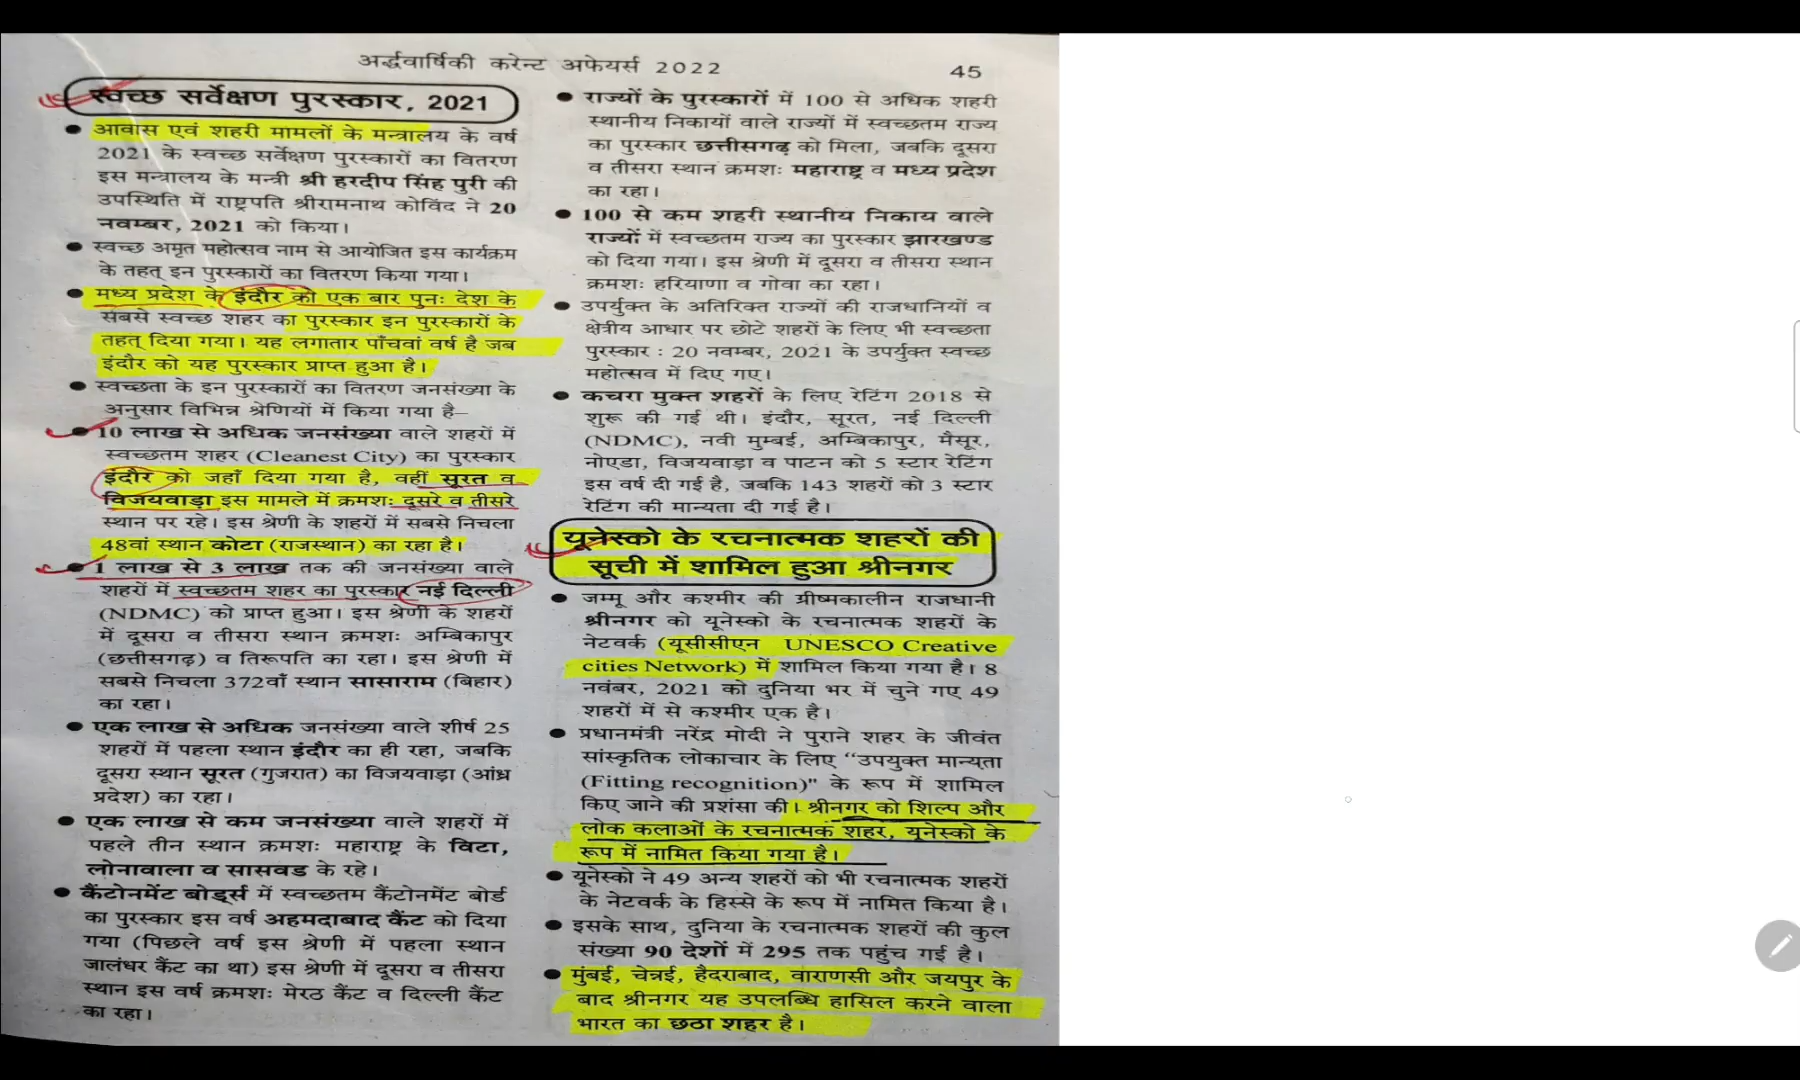 अर्द्धवार्षिकी करेन्ट अफेयर्स 2022
45
स्वच्छ सर्वेक्षण पुरस्कार, 2021
● आवास एवं शहरी मामलों के मन्त्रालय के वर्ष
2021 के स्वच्छ सर्वेक्षण पुरस्कारों का वितरण
इस मन्त्रालय के मन्त्री श्री हरदीप सिंह पुरी की
उपस्थिति में राष्ट्रपति श्रीरामनाथ कोविंद ने 20
नवम्बर, 2021 को किया।
● स्वच्छ अमृत महोत्सव नाम से आयोजित इस कार्यक्रम
के तहत् इन पुरस्कारों का वितरण किया गया।
● मध्य प्रदेश के इंदौर को एक बार पुनः देश के
सबसे स्वच्छ शहर का पुरस्कार इन पुरस्कारों के
तहत् दिया गया। यह लगातार पाँचवां वर्ष है जब
इंदौर को यह पुरस्कार प्राप्त हुआ है।
● स्वच्छता के इन पुरस्कारों का वितरण जनसंख्या के
अनुसार विभिन्न श्रेणियों में किया गया है–
● 10 लाख से अधिक जनसंख्या वाले शहरों में
स्वच्छतम शहर (Cleanest City) का पुरस्कार
इंदौर को जहाँ दिया गया है, वहीं सूरत व
विजयवाड़ा इस मामले में क्रमशः दूसरे व तीसरे
स्थान पर रहे। इस श्रेणी के शहरों में सबसे निचला
48वां स्थान कोटा (राजस्थान) का रहा है।
● 1 लाख से 3 लाख तक की जनसंख्या वाले
शहरों में स्वच्छतम शहर का पुरस्कार नई दिल्ली
(NDMC) को प्राप्त हुआ। इस श्रेणी के शहरों
में दूसरा व तीसरा स्थान क्रमशः अम्बिकापुर
(छत्तीसगढ़) व तिरूपति का रहा। इस श्रेणी में
सबसे निचला 372वाँ स्थान सासाराम (बिहार)
का रहा।
● एक लाख से अधिक जनसंख्या वाले शीर्ष 25
शहरों में पहला स्थान इंदौर का ही रहा, जबकि
दूसरा स्थान सूरत (गुजरात) का विजयवाड़ा (आंध्र
प्रदेश) का रहा।
● एक लाख से कम जनसंख्या वाले शहरों में
पहले तीन स्थान क्रमशः महाराष्ट्र के विटा,
लोनावाला व सासवड के रहे।
● कैंटोनमेंट बोर्ड्स में स्वच्छतम कैंटोनमेंट बोर्ड
का पुरस्कार इस वर्ष अहमदाबाद कैंट को दिया
गया (पिछले वर्ष इस श्रेणी में पहला स्थान
जालंधर कैंट का था) इस श्रेणी में दूसरा व तीसरा
स्थान इस वर्ष क्रमशः मेरठ कैंट व दिल्ली कैंट
का रहा।
● राज्यों के पुरस्कारों में 100 से अधिक शहरी
स्थानीय निकायों वाले राज्यों में स्वच्छतम राज्य
का पुरस्कार छत्तीसगढ़ को मिला, जबकि दूसरा
व तीसरा स्थान क्रमशः महाराष्ट्र व मध्य प्रदेश
का रहा।
● 100 से कम शहरी स्थानीय निकाय वाले
राज्यों में स्वच्छतम राज्य का पुरस्कार झारखण्ड
को दिया गया। इस श्रेणी में दूसरा व तीसरा स्थान
क्रमशः हरियाणा व गोवा का रहा।
● उपर्युक्त के अतिरिक्त राज्यों की राजधानियों व
क्षेत्रीय आधार पर छोटे शहरों के लिए भी स्वच्छता
पुरस्कार : 20 नवम्बर, 2021 के उपर्युक्त स्वच्छ
महोत्सव में दिए गए।
● कचरा मुक्त शहरों के लिए रेटिंग 2018 से
शुरू की गई थी। इंदौर, सूरत, नई दिल्ली
(NDMC), नवी मुम्बई, अम्बिकापुर, मैसूर,
नोएडा, विजयवाड़ा व पाटन को 5 स्टार रेटिंग
इस वर्ष दी गई है, जबकि 143 शहरों को 3 स्टार
रेटिंग की मान्यता दी गई है।
यूनेस्को के रचनात्मक शहरों की
सूची में शामिल हुआ श्रीनगर
● जम्मू और कश्मीर की ग्रीष्मकालीन राजधानी
श्रीनगर को यूनेस्को के रचनात्मक शहरों के
नेटवर्क (यूसीसीएन UNESCO Creative
cities Network) में शामिल किया गया है। 8
नवंबर, 2021 को दुनिया भर में चुने गए 49
शहरों में से कश्मीर एक है।
● प्रधानमंत्री नरेंद्र मोदी ने पुराने शहर के जीवंत
सांस्कृतिक लोकाचार के लिए “उपयुक्त मान्यता
(Fitting recognition)" के रूप में शामिल
किए जाने की प्रशंसा की। श्रीनगर को शिल्प और
लोक कलाओं के रचनात्मक शहर, यूनेस्को के
रूप में नामित किया गया है।
● यूनेस्को ने 49 अन्य शहरों को भी रचनात्मक शहरों
के नेटवर्क के हिस्से के रूप में नामित किया है।
● इसके साथ, दुनिया के रचनात्मक शहरों की कुल
संख्या 90 देशों में 295 तक पहुंच गई है।
● मुंबई, चेन्नई, हैदराबाद, वाराणसी और जयपुर के
बाद श्रीनगर यह उपलब्धि हासिल करने वाला
भारत का छठा शहर है।